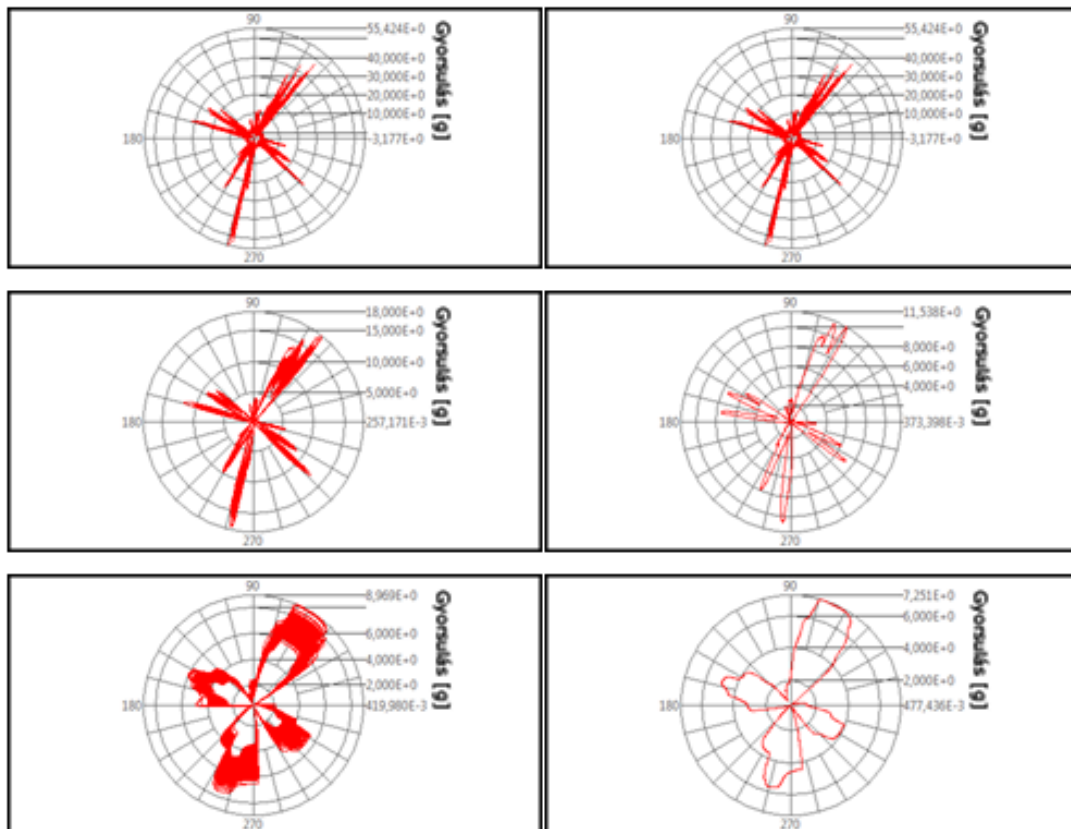 90
55,424E+0
40,000E+0
30,000E+0
20,000E+0
10,000E+0
180
-3,177E+0
270
Gyorsulás [g]
90
55,424E+0
40,000E+0
30,000E+0
20,000E+0
10,000E+0
180
-3,177E+0
270
Gyorsulás [g]
90
18,000E+0
15,000E+0
10,000E+0
5,000E+0
180
257,171E-3
270
Gyorsulás [g]
90
11,538E+0
8,000E+0
6,000E+0
4,000E+0
180
373,398E-3
270
Gyorsulás [g]
90
8,969E+0
6,000E+0
4,000E+0
2,000E+0
180
419,980E-3
270
Gyorsulás [g]
90
7,251E+0
6,000E+0
4,000E+0
2,000E+0
180
477,436E-3
270
Gyorsulás [g]